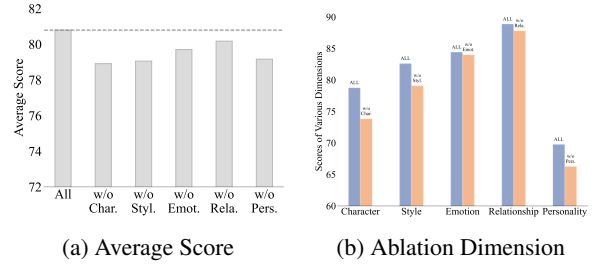 82
80
78
76
74
72
Average Score
All
w/o Char.
w/o Styl.
w/o Emot.
w/o Rela.
w/o Pers.
(a) Average Score
90
85
80
75
70
65
60
Scores of Various Dimensions
ALL
w/o Char.
ALL
w/o Styl.
ALL
w/o Emot.
ALL
w/o Rela.
ALL
w/o Pers.
Character
Style
Emotion
Relationship
Personality
(b) Ablation Dimension